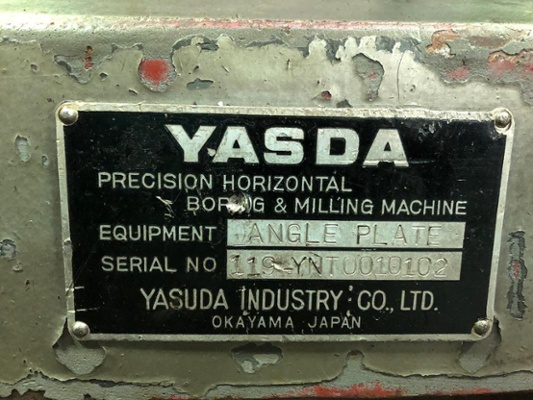 YASDA
PRECISION HORIZONTAL
BORING & MILLING MACHINE
EQUIPMENT ANGLE PLATE
SERIAL NO 119-YNT0010102
YASUDA INDUSTRY CO., LTD.
OKAYAMA JAPAN